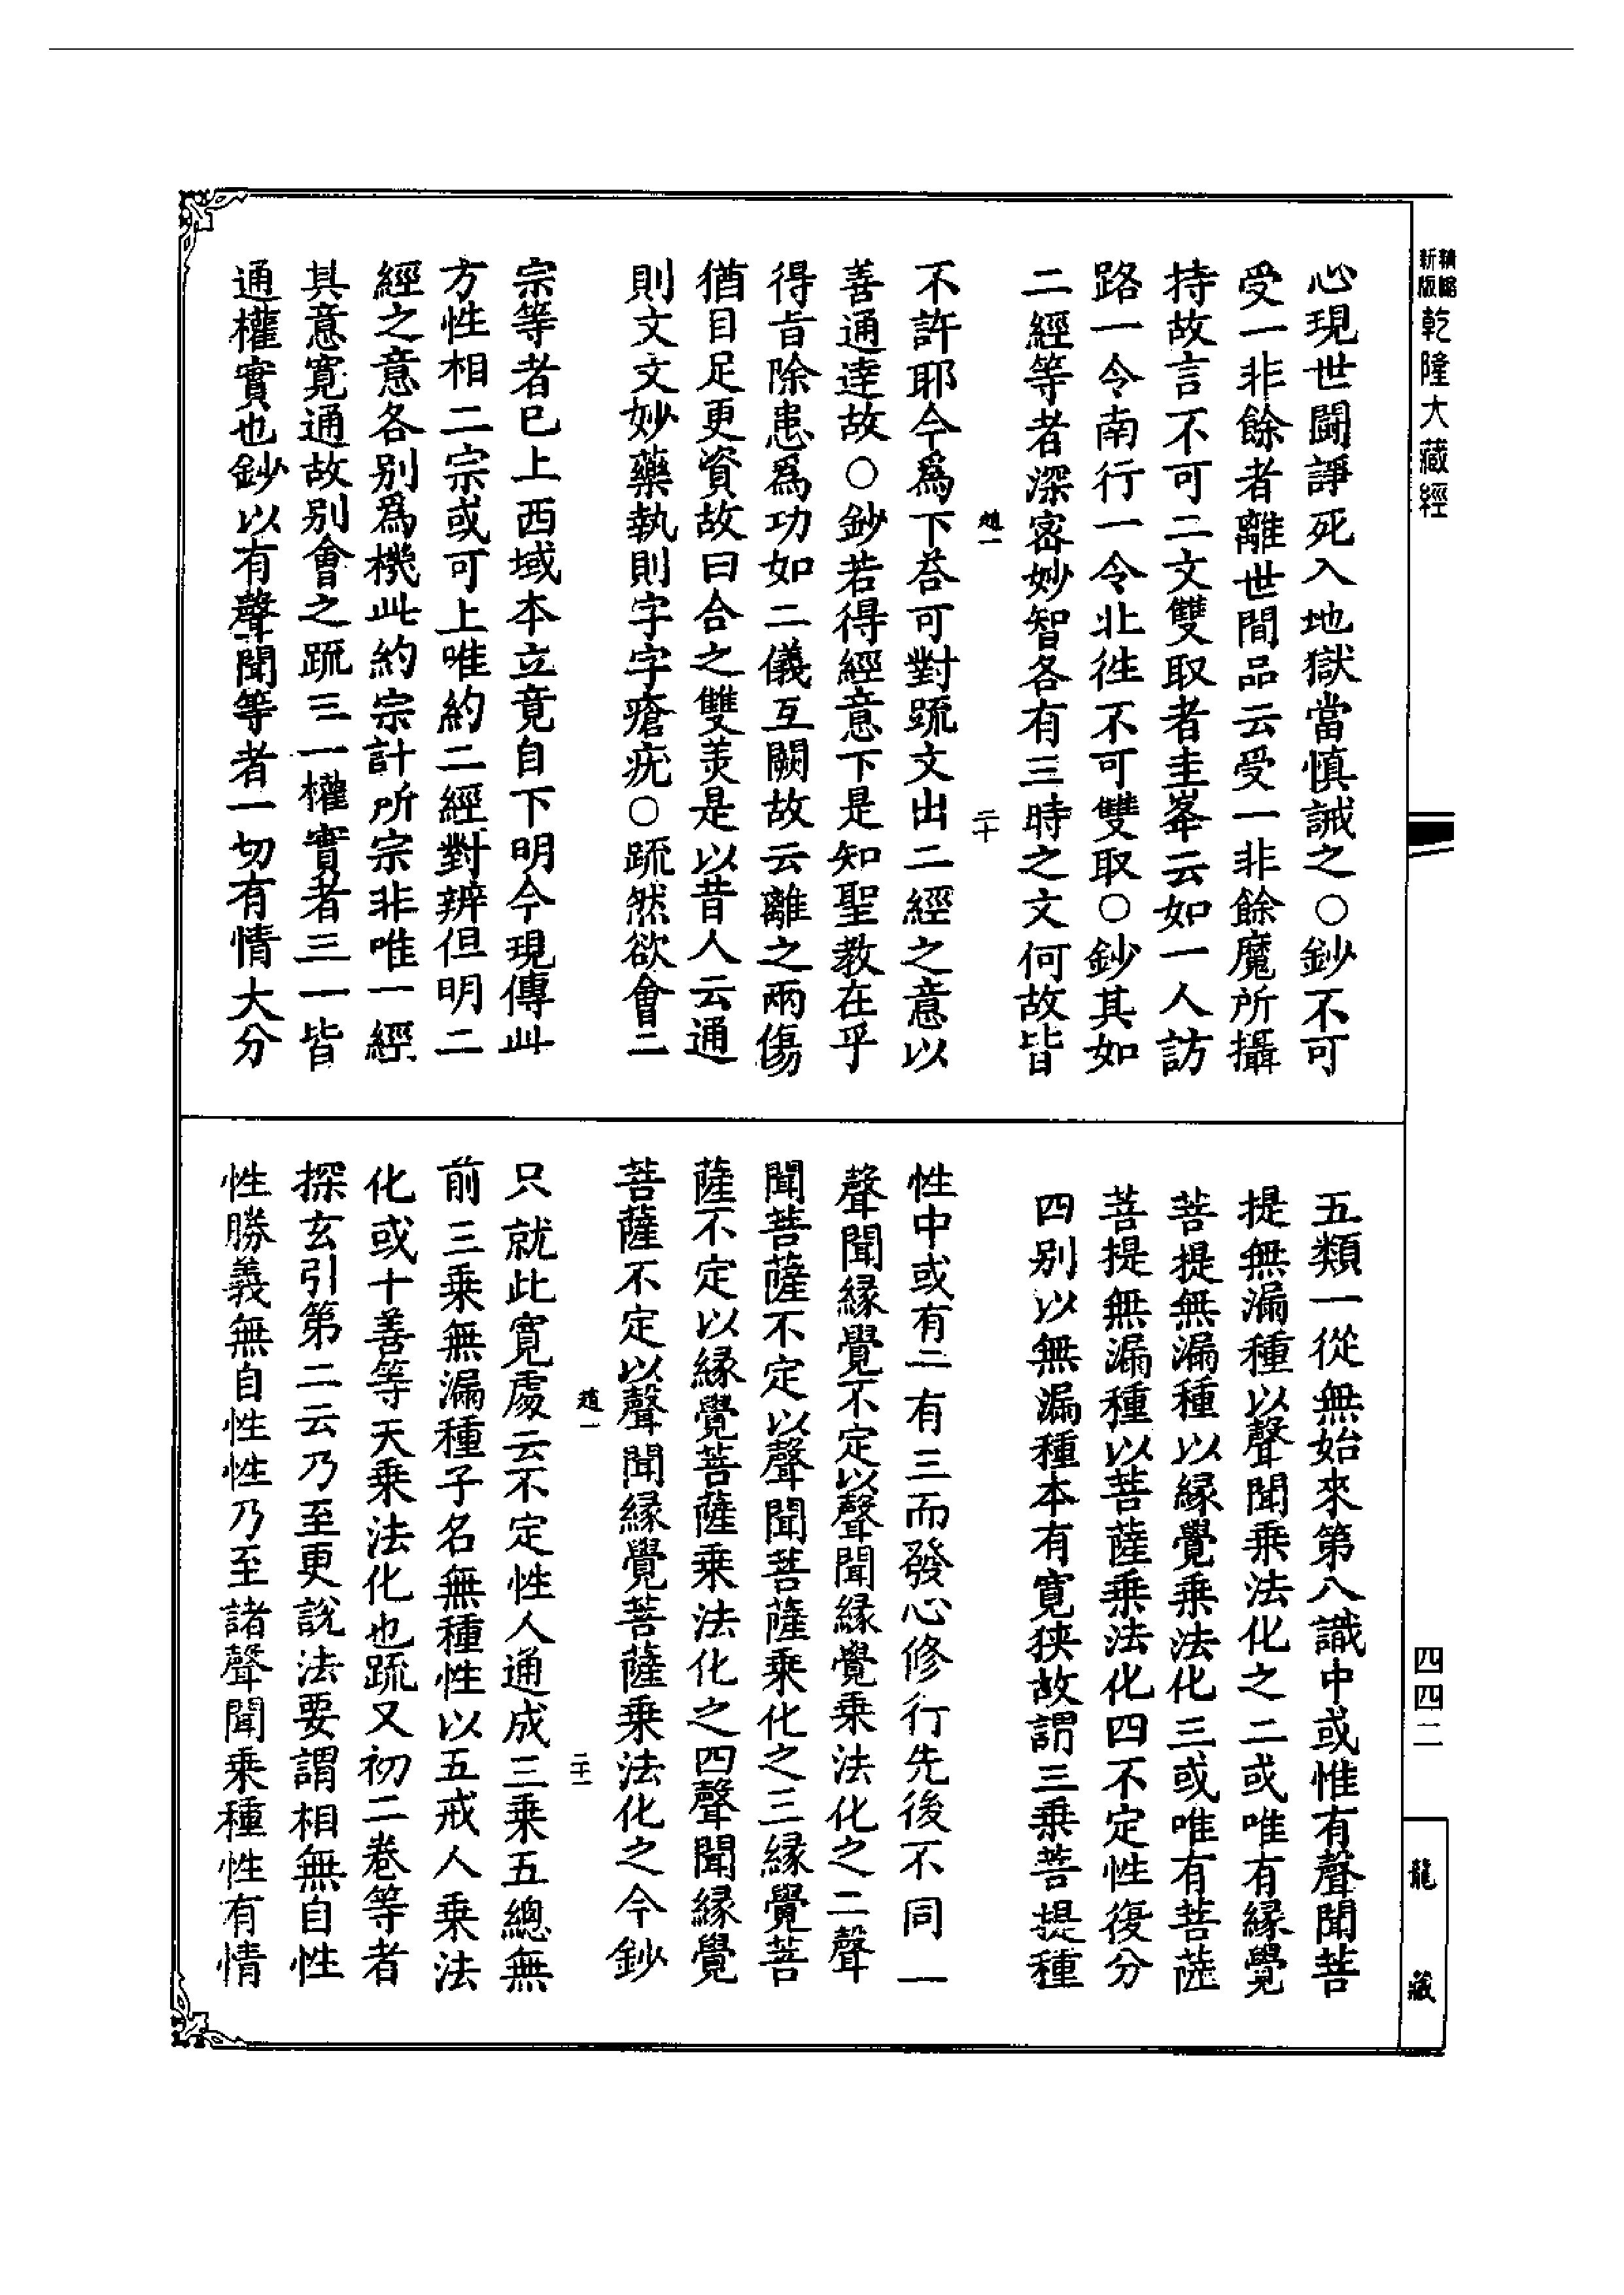 新版
精縮
乾隆大藏經
心現世鬪諍死入地獄當慎誡之○鈔不可
受一非餘者離世間品云受一非餘魔所攝
持故言不可二文雙取者圭峯云如一人訪
路一令南行一令北徃不可雙取○鈔其如
二經等者深密妙智各有三時之文何故皆
趙一
二十
不許耶今爲下荅可對䟽文出二經之意以
善通達故○鈔若得經意下是知聖教在乎
得旨除患爲功如二儀互闕故云離之兩傷
猶目足更資故曰合之雙美是以昔人云通
則文文妙藥執則字字瘡疣○䟽然欲會二
宗等者已上西域本立竟自下明今現傳此
方性相二宗或可上唯約二經對辨但明二
經之意各别爲機此約宗計所宗非唯一經
其意寬通故别會之䟽三一權實者三一皆
通權實也鈔以有聲聞等者一切有情大分
五類一從無始來第八識中或惟有聲聞菩
提無漏種以聲聞乘法化之二或唯有縁覺
菩提無漏種以縁覺乘法化三或唯有菩薩
菩提無漏種以菩薩乘法化四不定性復分
四别以無漏種本有寬狭故謂三乘菩提種
性中或有二有三而發心修行先後不同一
聲聞縁覺不定以聲聞縁覺乘法化之二聲
聞菩薩不定以聲聞菩薩乘化之三縁覺菩
薩不定以縁覺菩薩乘法化之四聲聞縁覺
菩薩不定以聲聞縁覺菩薩乘法化之今鈔
趙一
二十一
只就此寬處云不定性人通成三乘五總無
前三乘無漏種子名無種性以五戒人乘法
化或十善等天乘法化也䟽又初二卷等者
探玄引第二云乃至更説法要謂相無自性
性勝義無自性性乃至諸聲聞乘種性有情
四四二
龍藏